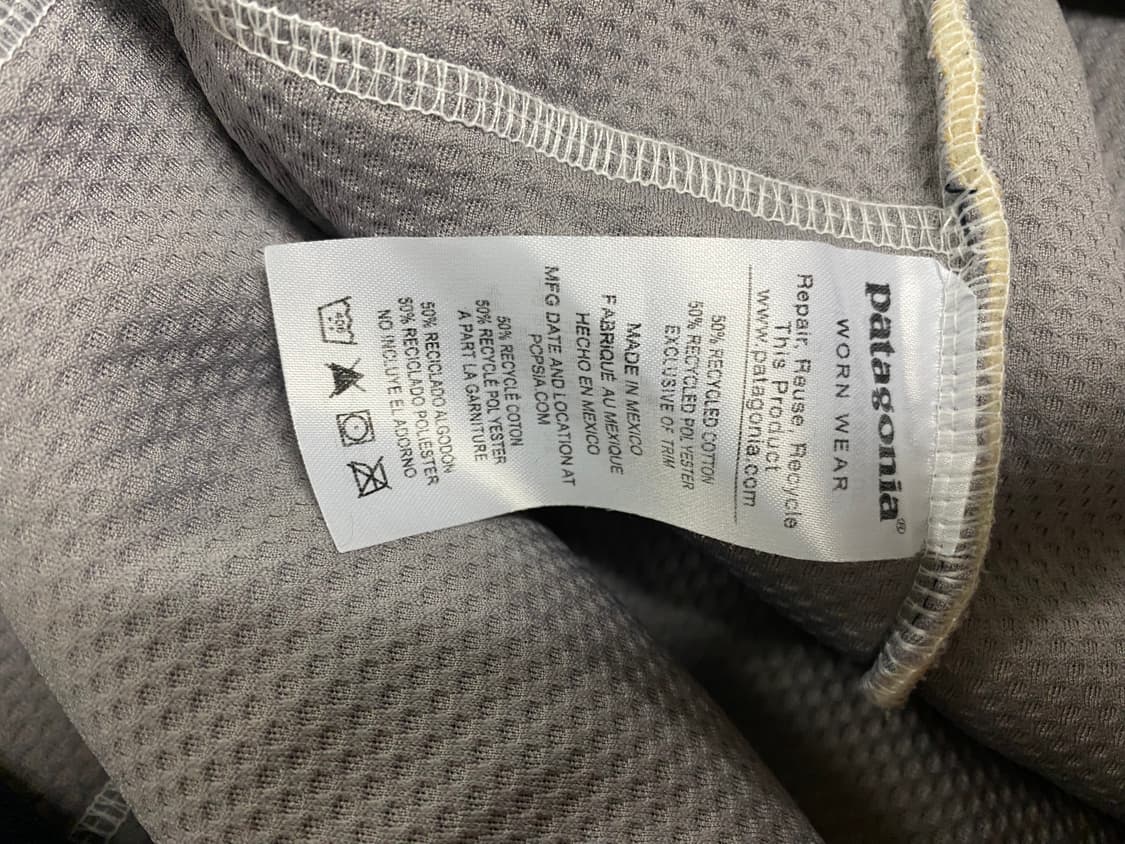 patagonia®
WORN WEAR
Repair, Reuse, Recycle
This Product
www.patagonia.com
50% RECYCLED COTTON
50% RECYCLED POLYESTER
EXCLUSIVE OF TRIM
MADE IN MEXICO
FABRIQUÉ AU MEXIQUE
HECHO EN MEXICO
MFG DATE AND LOCATION AT
PCPSIA.COM
50% RECYCLÉ COTON
50% RECYCLÉ POLYESTER
A PART LA GARNITURE
50% RECICLADO ALGODÓN
50% RECICLADO POLIÉSTER
NO INCLUYE EL ADORNO